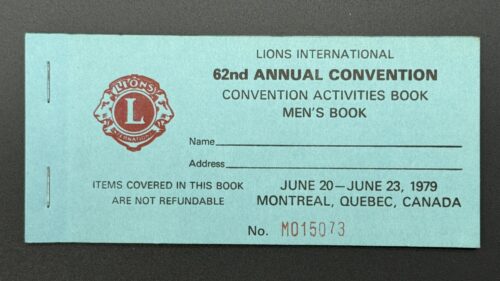 LIONS INTERNATIONAL
62nd ANNUAL CONVENTION
CONVENTION ACTIVITIES BOOK
MEN'S BOOK
LIONS
L
INTERNATIONAL
Name
Address
ITEMS COVERED IN THIS BOOK
ARE NOT REFUNDABLE
JUNE 20—JUNE 23, 1979
MONTREAL, QUEBEC, CANADA
No. M015073